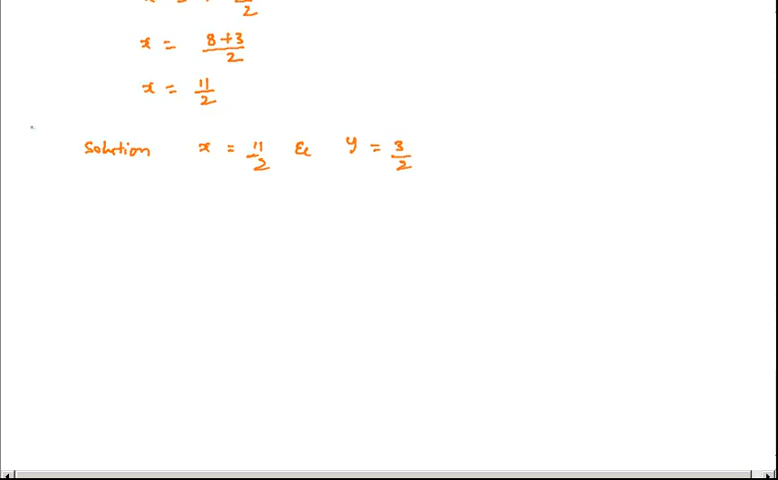 x = 8+3/2
x = 11/2
Solution x = 11/2 & y = 3/2